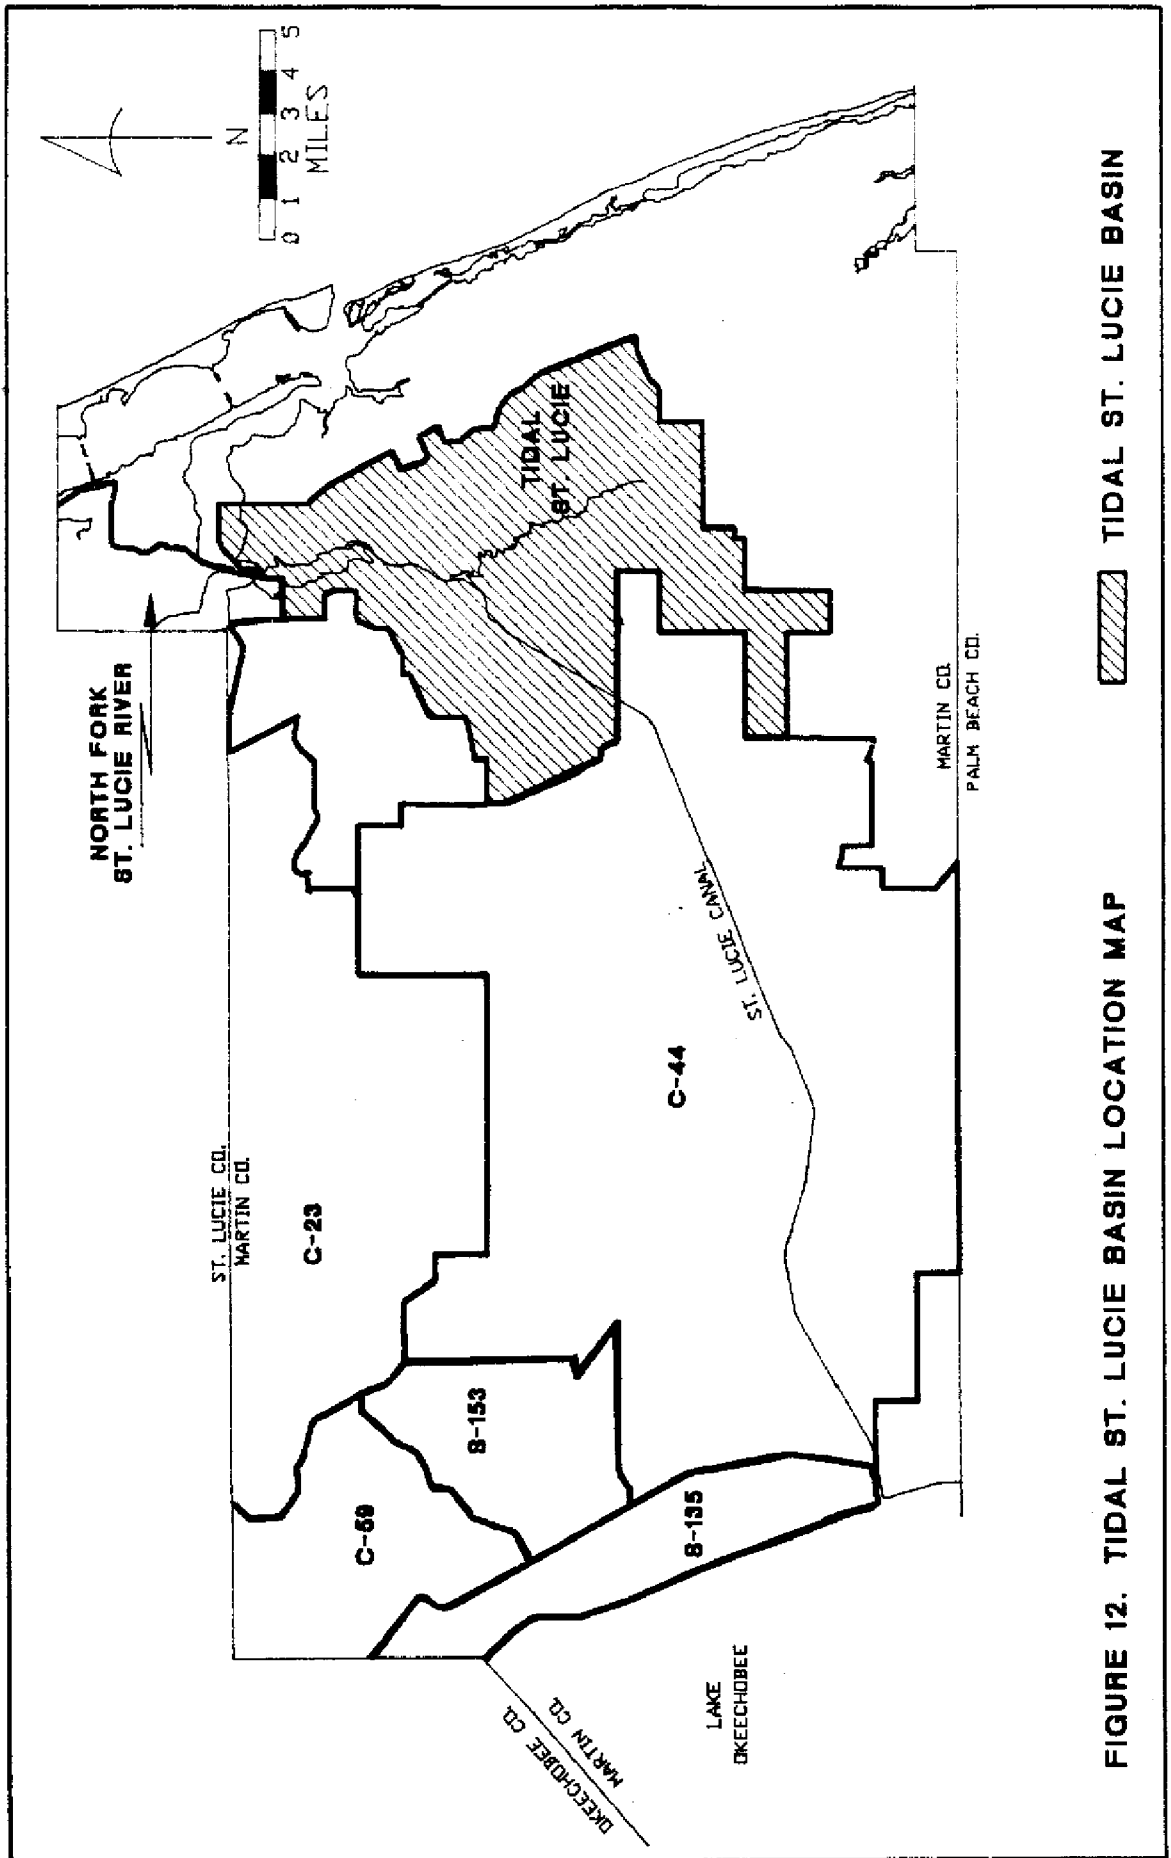 NORTH FORK
ST. LUCIE RIVER
N
0 1 2 3 4 5
MILES
ST. LUCIE CO.
MARTIN CO.
C-23
C-59
S-153
S-135
C-44
ST. LUCIE CANAL
TIDAL
ST. LUCIE
OKEECHOBEE CO.
MARTIN CO.
LAKE
OKEECHOBEE
MARTIN CO.
PALM BEACH CO.
FIGURE 12. TIDAL ST. LUCIE BASIN LOCATION MAP
TIDAL ST. LUCIE BASIN